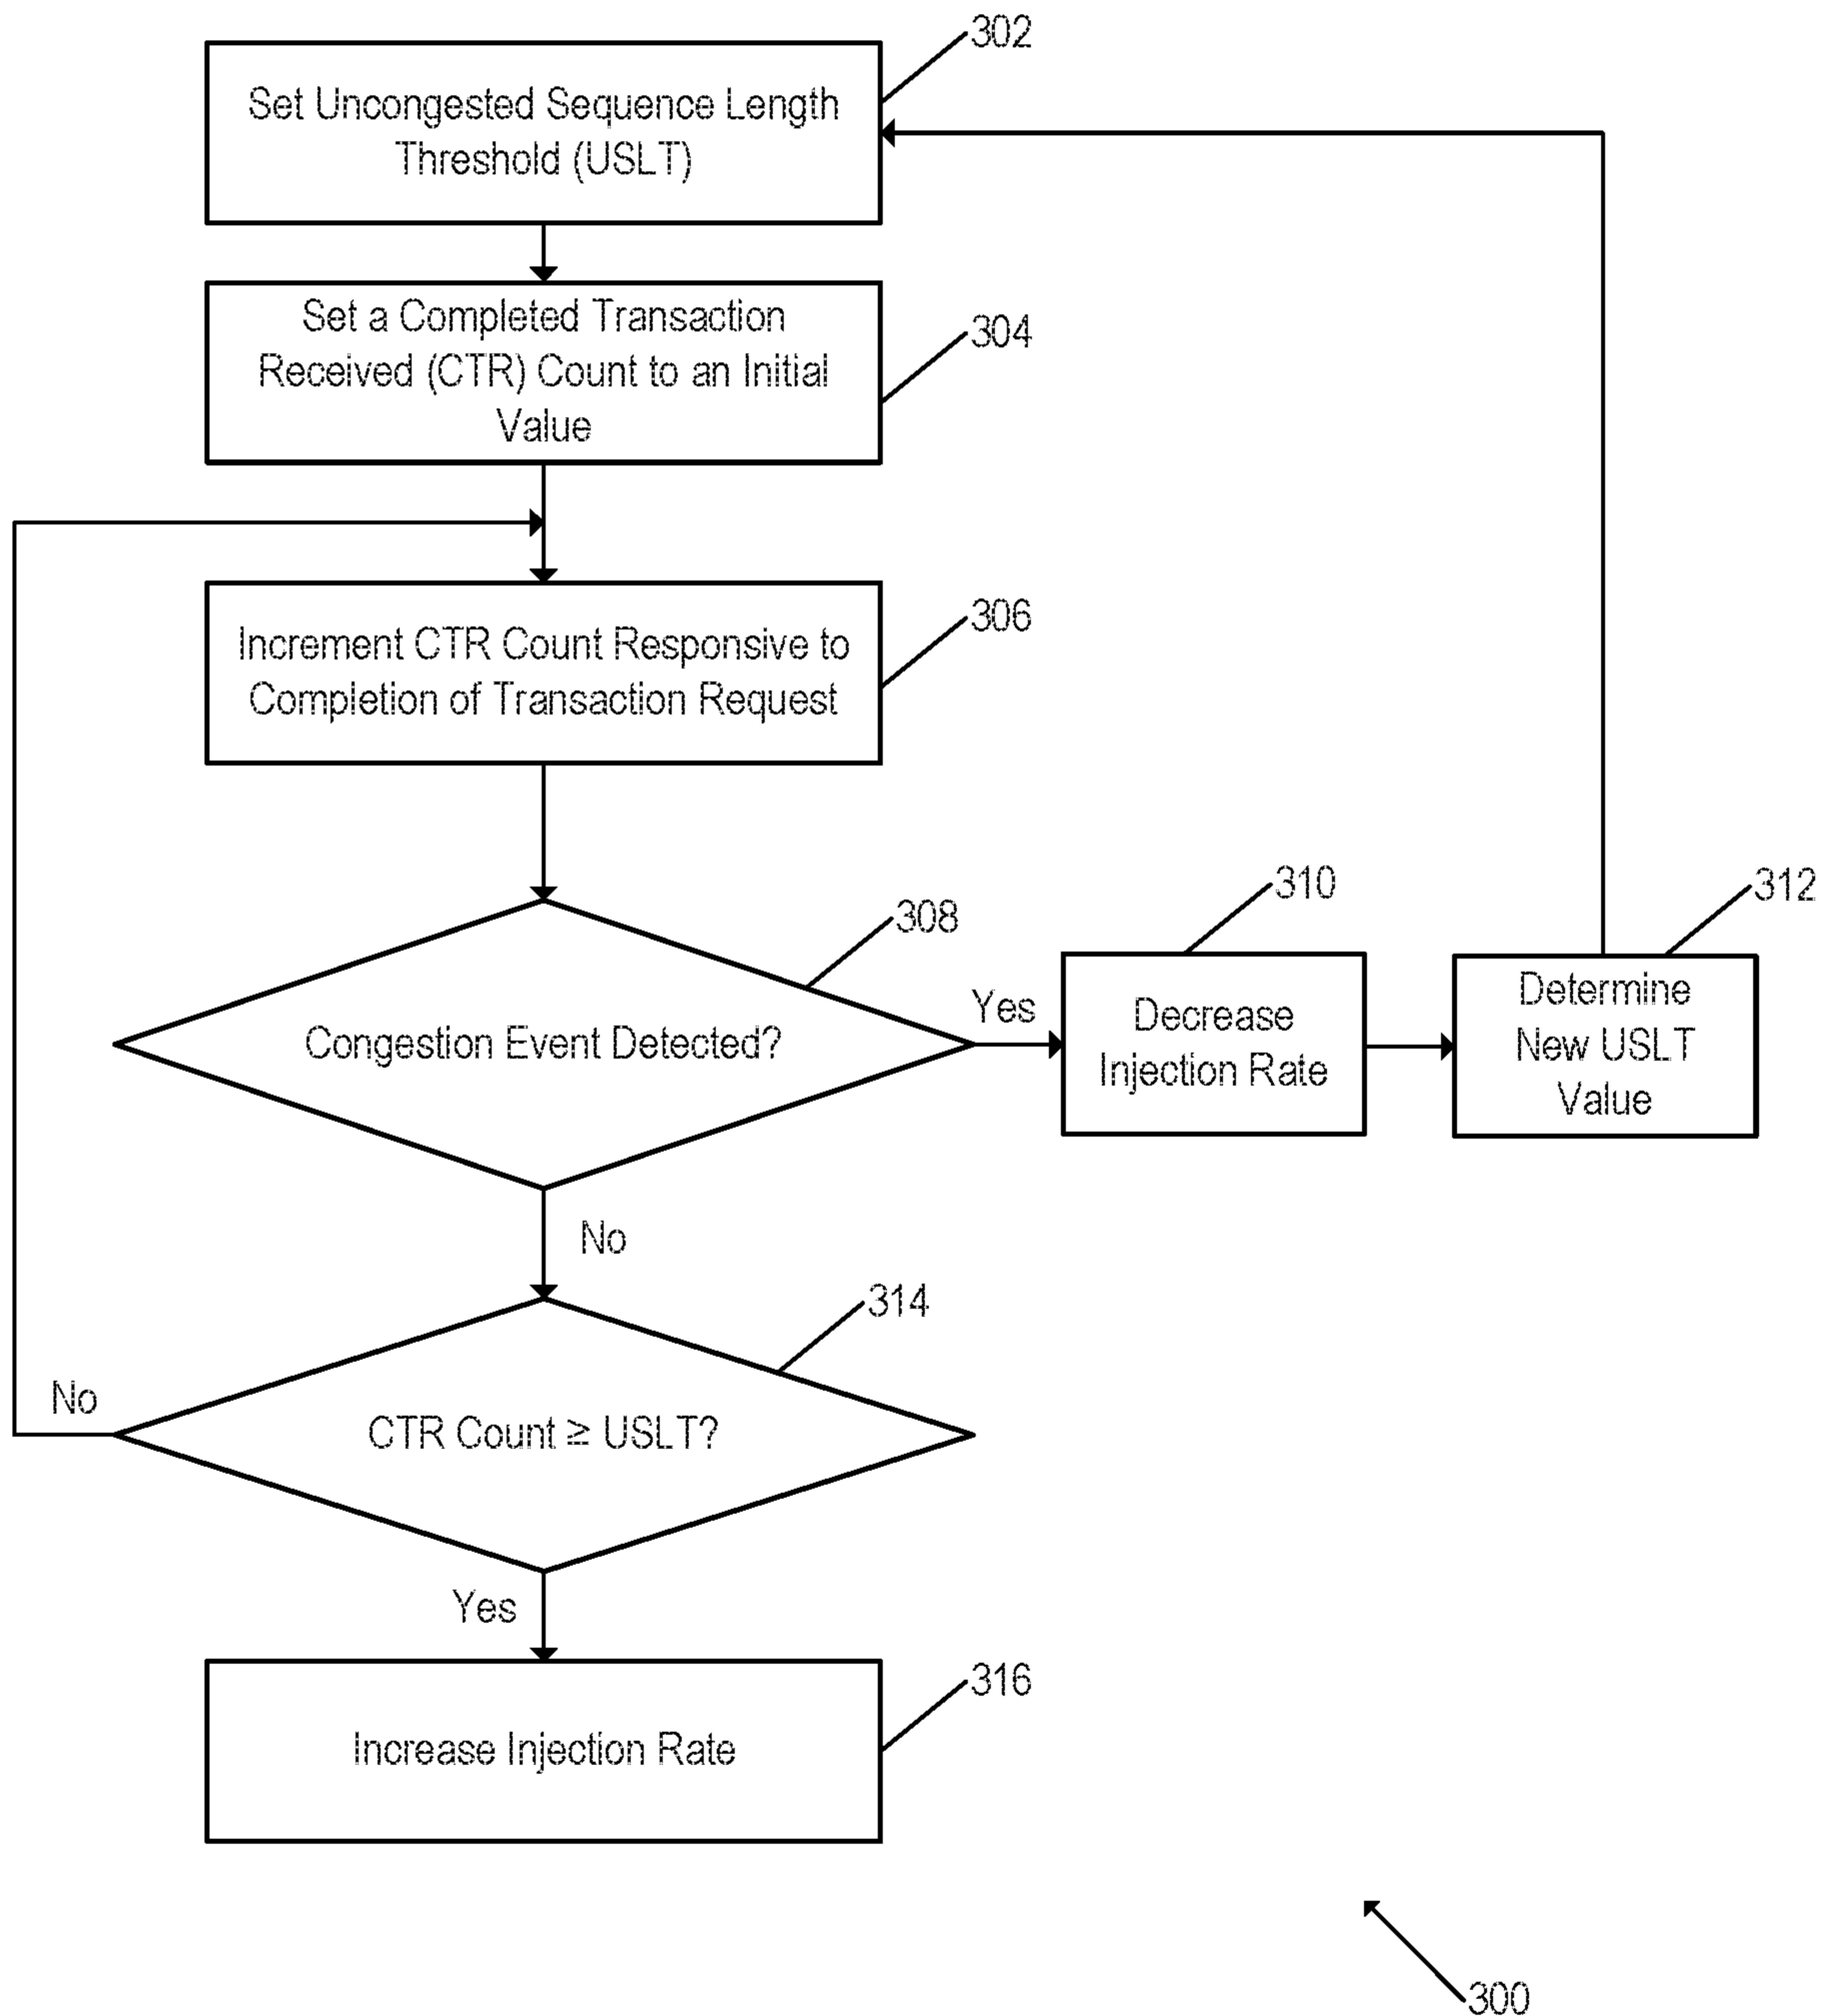 302
Set Uncongested Sequence Length
Threshold (USLT)
Set a Completed Transaction
Received (CTR) Count to an Initial
Value
304
306
Increment CTR Count Responsive to
Completion of Transaction Request
308
310
312
Congestion Event Detected?
Yes
Decrease
Injection Rate
Determine
New USLT
Value
No
314
No
CTR Count ≥ USLT?
Yes
316
Increase Injection Rate
300